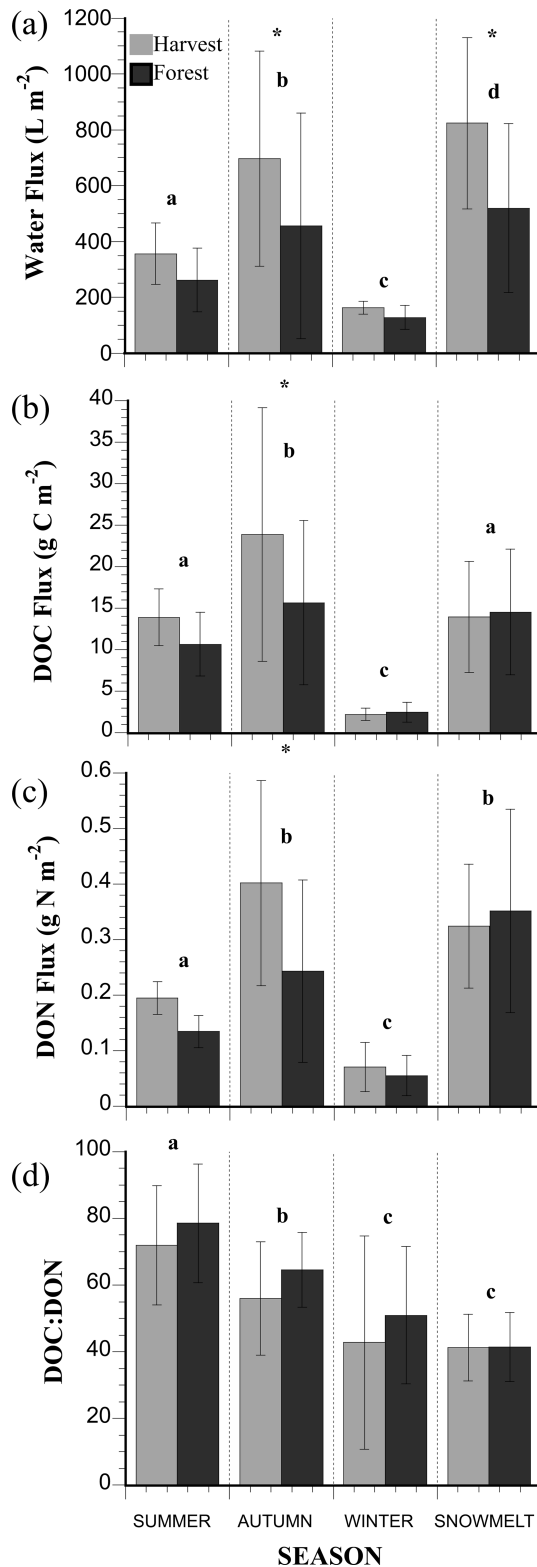 (a)
Water Flux (L m⁻²)
1200
1000
800
600
400
200
0
Harvest
Forest
a
*
b
c
*
d
(b)
DOC Flux (g C m⁻²)
40
35
30
25
20
15
10
5
0
a
*
b
c
a
(c)
DON Flux (g N m⁻²)
0.6
0.5
0.4
0.3
0.2
0.1
0
a
*
b
c
b
(d)
DOC:DON
100
80
60
40
20
0
a
b
c
c
SUMMER AUTUMN WINTER SNOWMELT
SEASON